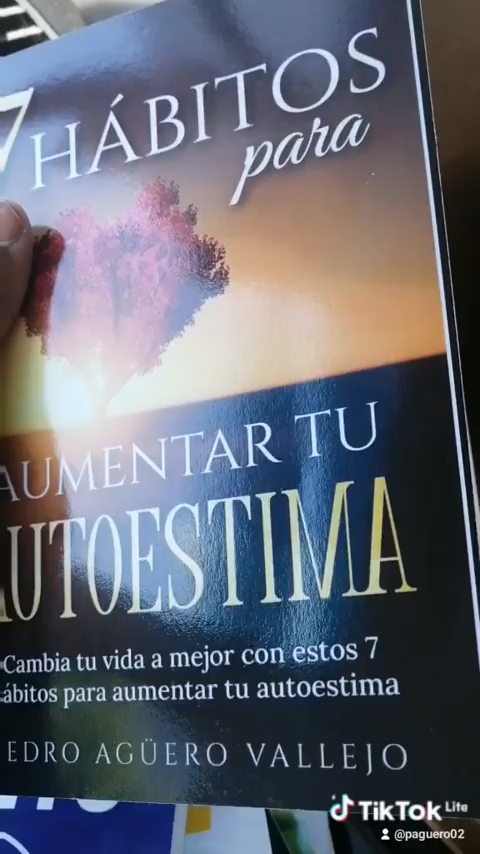 7 HÁBITOS
para
AUMENTAR TU
AUTOESTIMA
Cambia tu vida a mejor con estos 7
ábitos para aumentar tu autoestima
EDRO AGÜERO VALLEJO
TikTok Lite
@paguero02